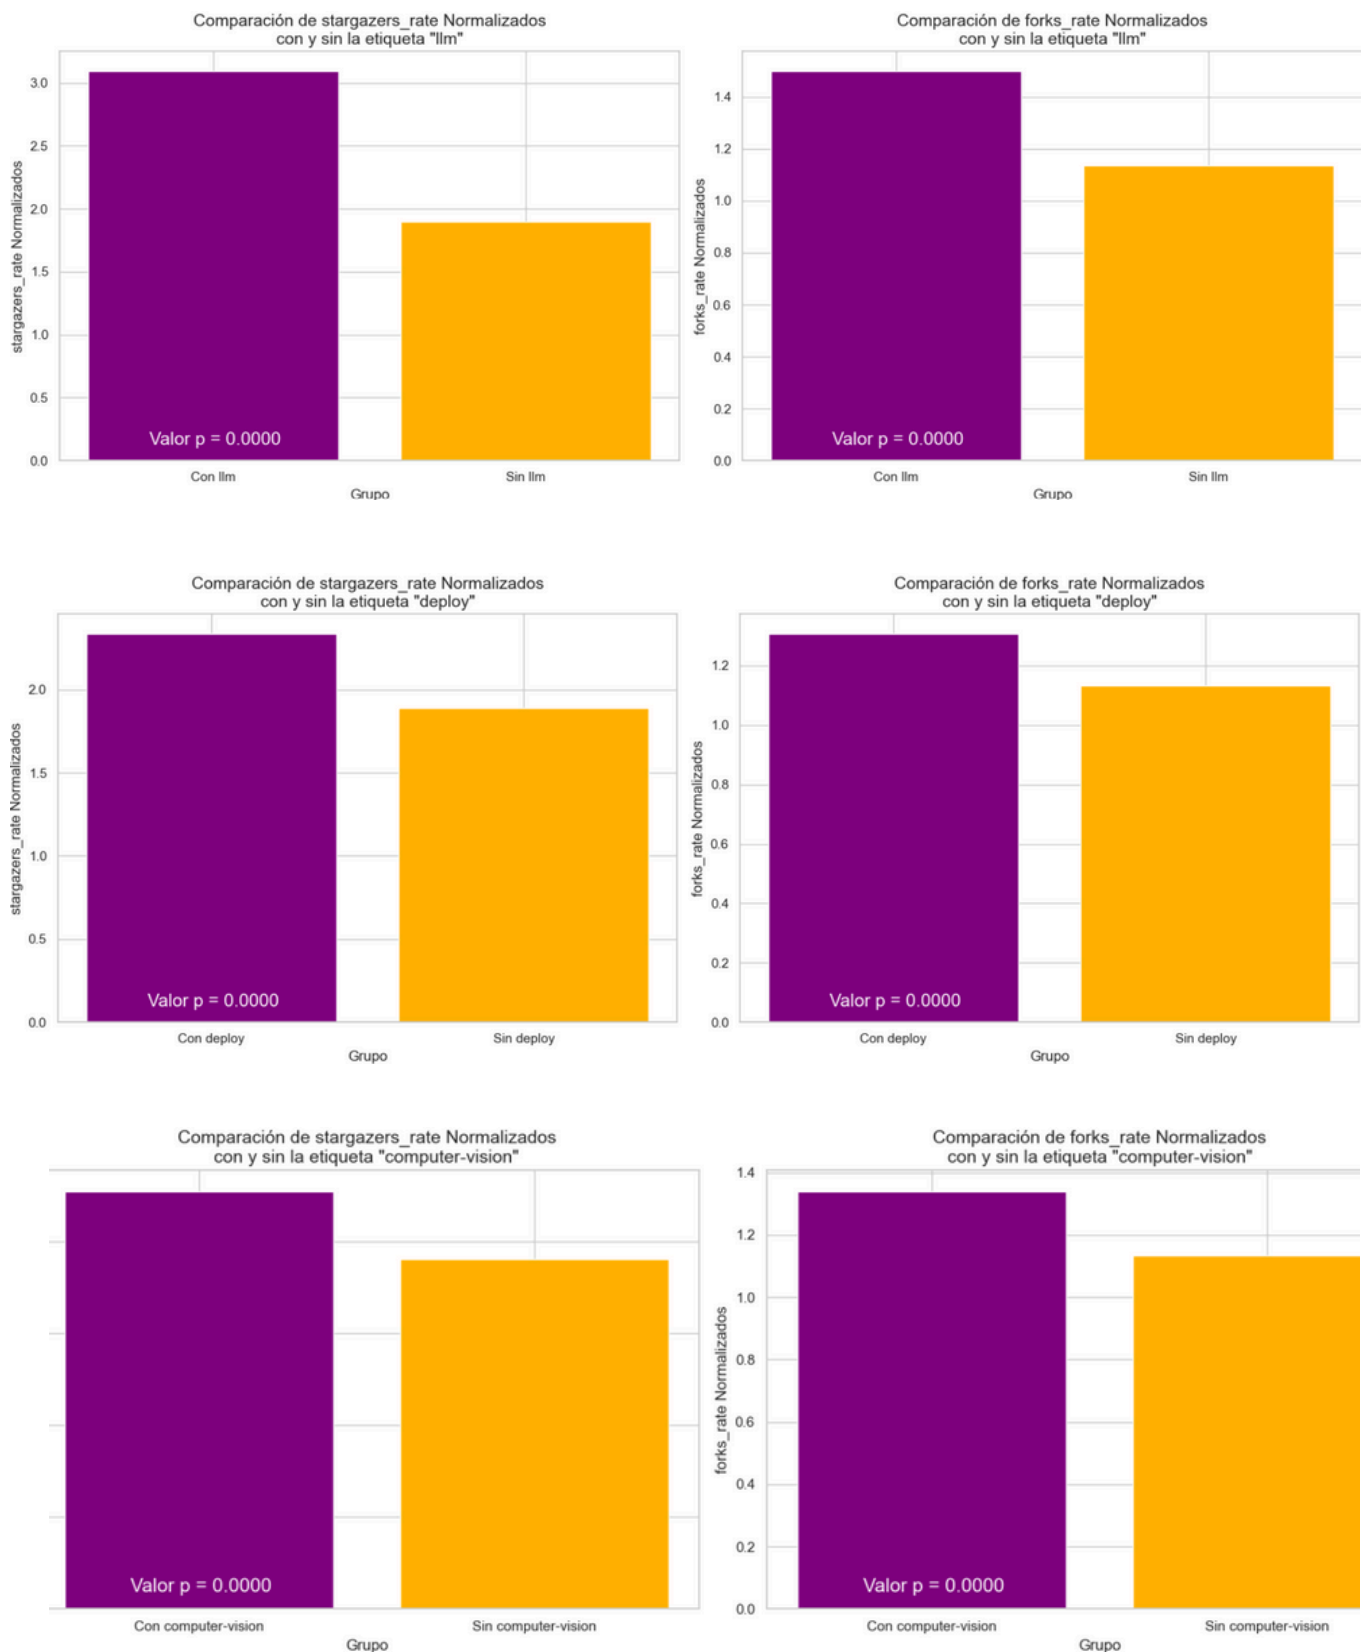 Comparación de stargazers_rate Normalizados
con y sin la etiqueta "llm"
stargazers_rate Normalizados
3.0
2.5
2.0
1.5
1.0
0.5
0.0
Valor p = 0.0000
Con llm
Sin llm
Grupo
Comparación de forks_rate Normalizados
con y sin la etiqueta "llm"
forks_rate Normalizados
1.4
1.2
1.0
0.8
0.6
0.4
0.2
0.0
Valor p = 0.0000
Con llm
Sin llm
Grupo
Comparación de stargazers_rate Normalizados
con y sin la etiqueta "deploy"
stargazers_rate Normalizados
2.0
1.5
1.0
0.5
0.0
Valor p = 0.0000
Con deploy
Sin deploy
Grupo
Comparación de forks_rate Normalizados
con y sin la etiqueta "deploy"
forks_rate Normalizados
1.2
1.0
0.8
0.6
0.4
0.2
0.0
Valor p = 0.0000
Con deploy
Sin deploy
Grupo
Comparación de stargazers_rate Normalizados
con y sin la etiqueta "computer-vision"
Valor p = 0.0000
Con computer-vision
Sin computer-vision
Grupo
Comparación de forks_rate Normalizados
con y sin la etiqueta "computer-vision"
forks_rate Normalizados
1.4
1.2
1.0
0.8
0.6
0.4
0.2
0.0
Valor p = 0.0000
Con computer-vision
Sin computer-vision
Grupo